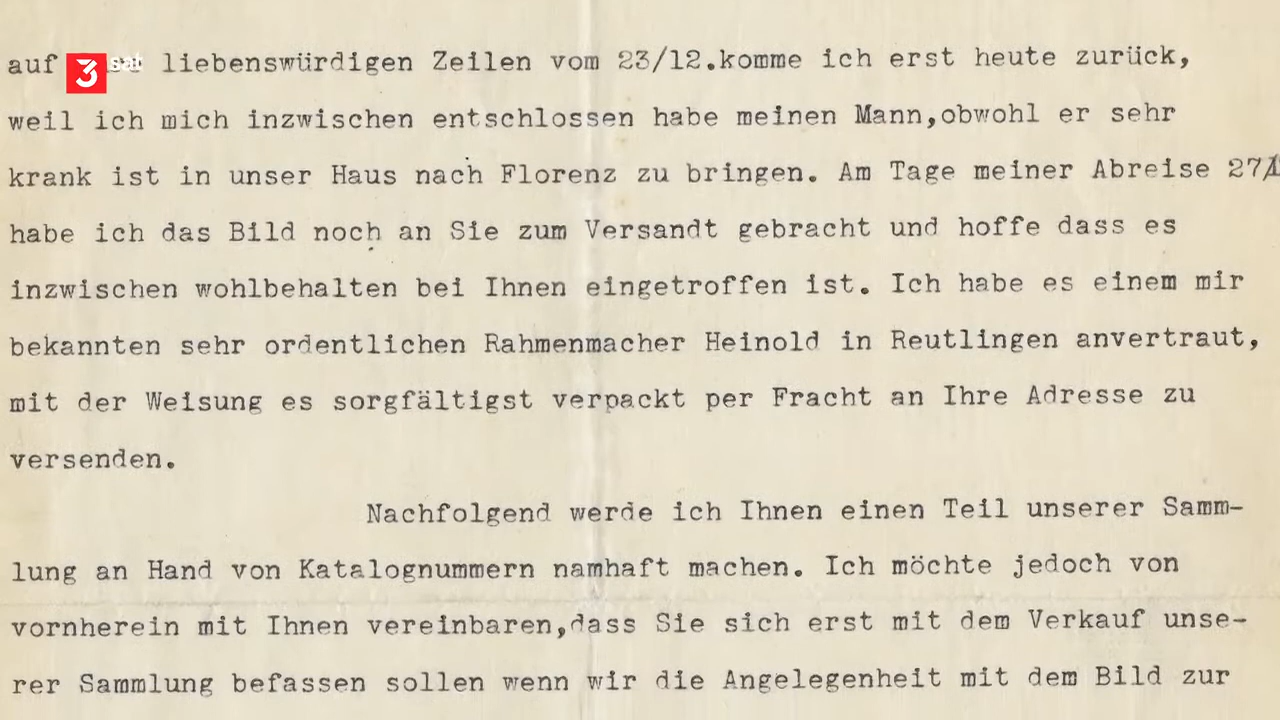 3sat
auf liebenswürdigen Zeilen vom 23/12.komme ich erst heute zurück,
weil ich mich inzwischen entschlossen habe meinen Mann,obwohl er sehr
krank ist in unser Haus nach Florenz zu bringen. Am Tage meiner Abreise
habe ich das Bild noch an Sie zum Versandt gebracht und hoffe dass es
inzwischen wohlbehalten bei Ihnen eingetroffen ist. Ich habe es einem mir
bekannten sehr ordentlichen Rahmenmacher Heinold in Reutlingen anvertraut,
mit der Weisung es sorgfältigst verpackt per Fracht an Ihre Adresse zu
versenden.
Nachfolgend werde ich Ihnen einen Teil unserer Samm-
lung an Hand von Katalognummern namhaft machen. Ich möchte jedoch von
vornherein mit Ihnen vereinbaren,dass Sie sich erst mit dem Verkauf unse-
rer Sammlung befassen sollen wenn wir die Angelegenheit mit dem Bild zur